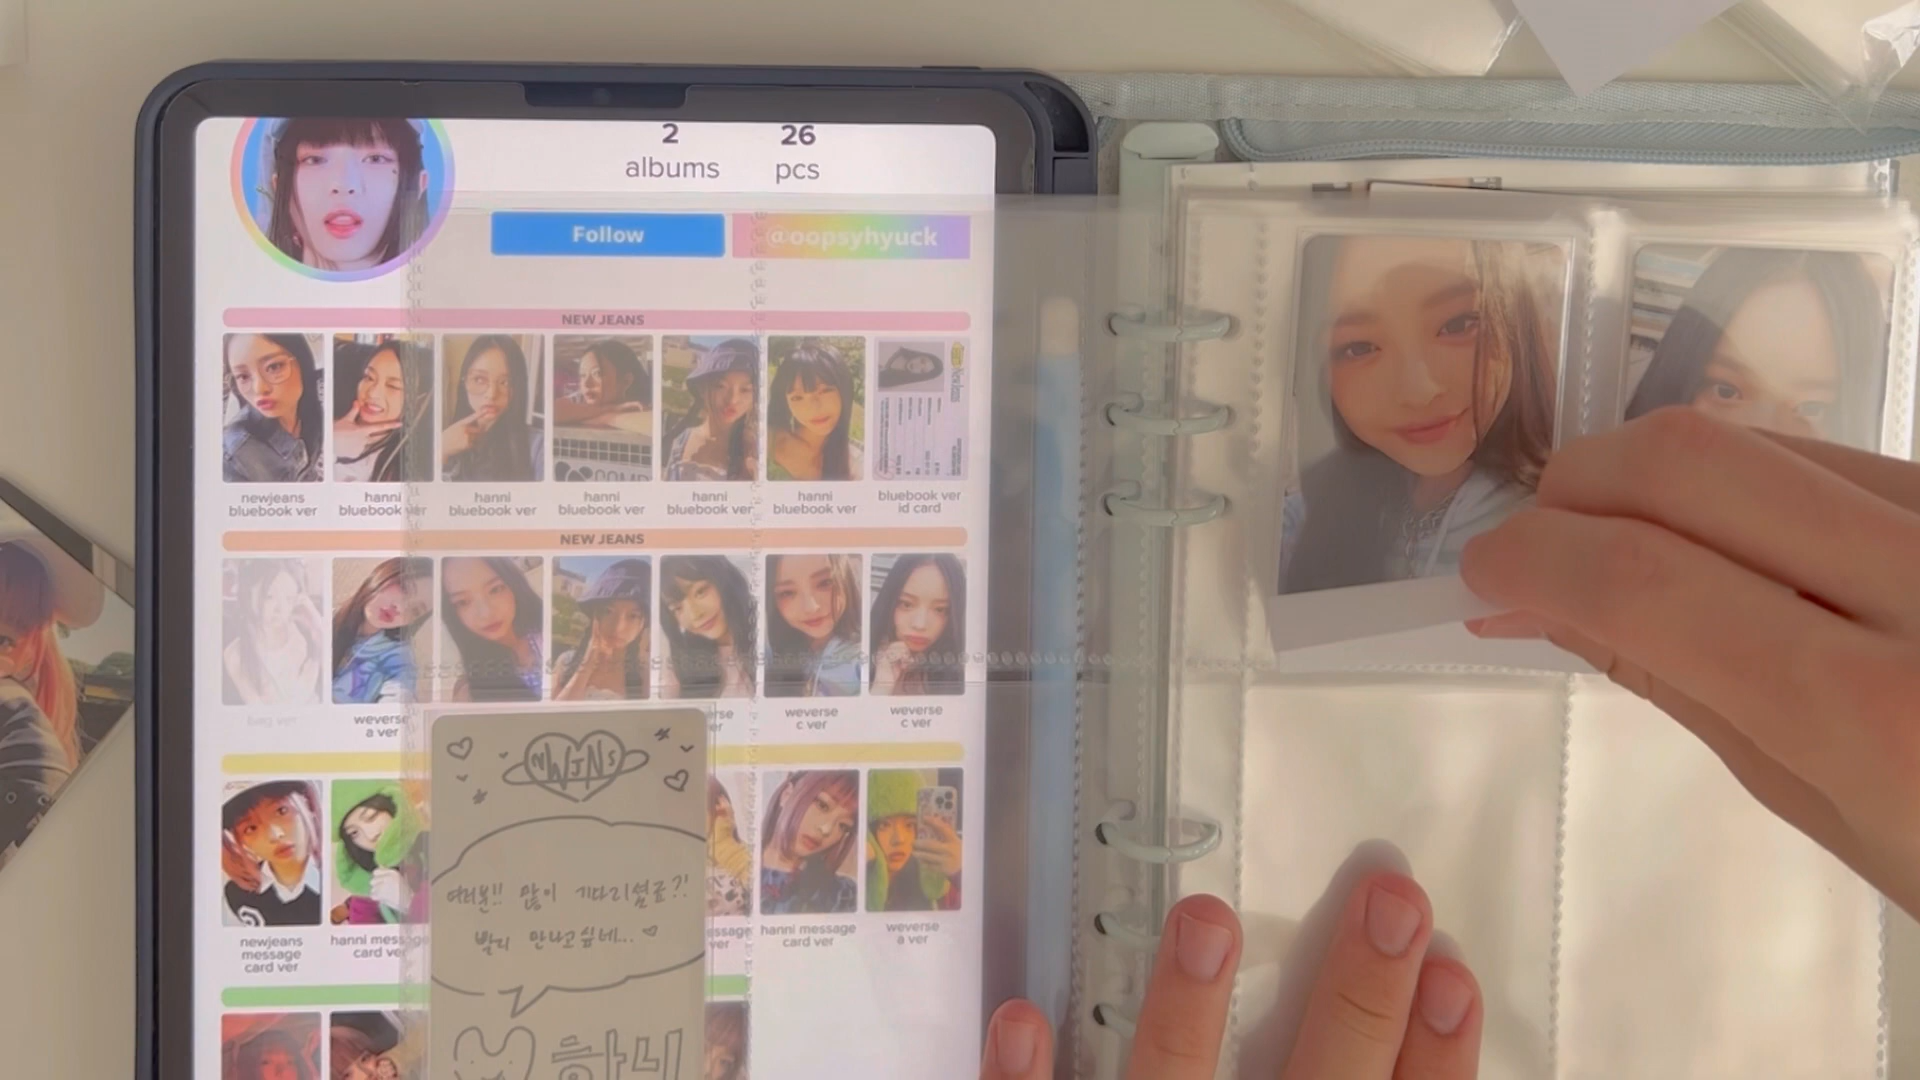 2 albums
26 pcs
Follow
@oopsyhyuck
NEW JEANS
newjeans bluebook ver
hanni bluebook ver
hanni bluebook ver
hanni bluebook ver
hanni bluebook ver
hanni bluebook ver
bluebook ver id card
NEW JEANS
bag ver
weverse a ver
weverse c ver
weverse c ver
newjeans message card ver
hanni message card ver
hanni message card ver
weverse a ver
NWJNS
여러분!! 많이 기다리셨죠?!
빨리 만나고싶네...
하니